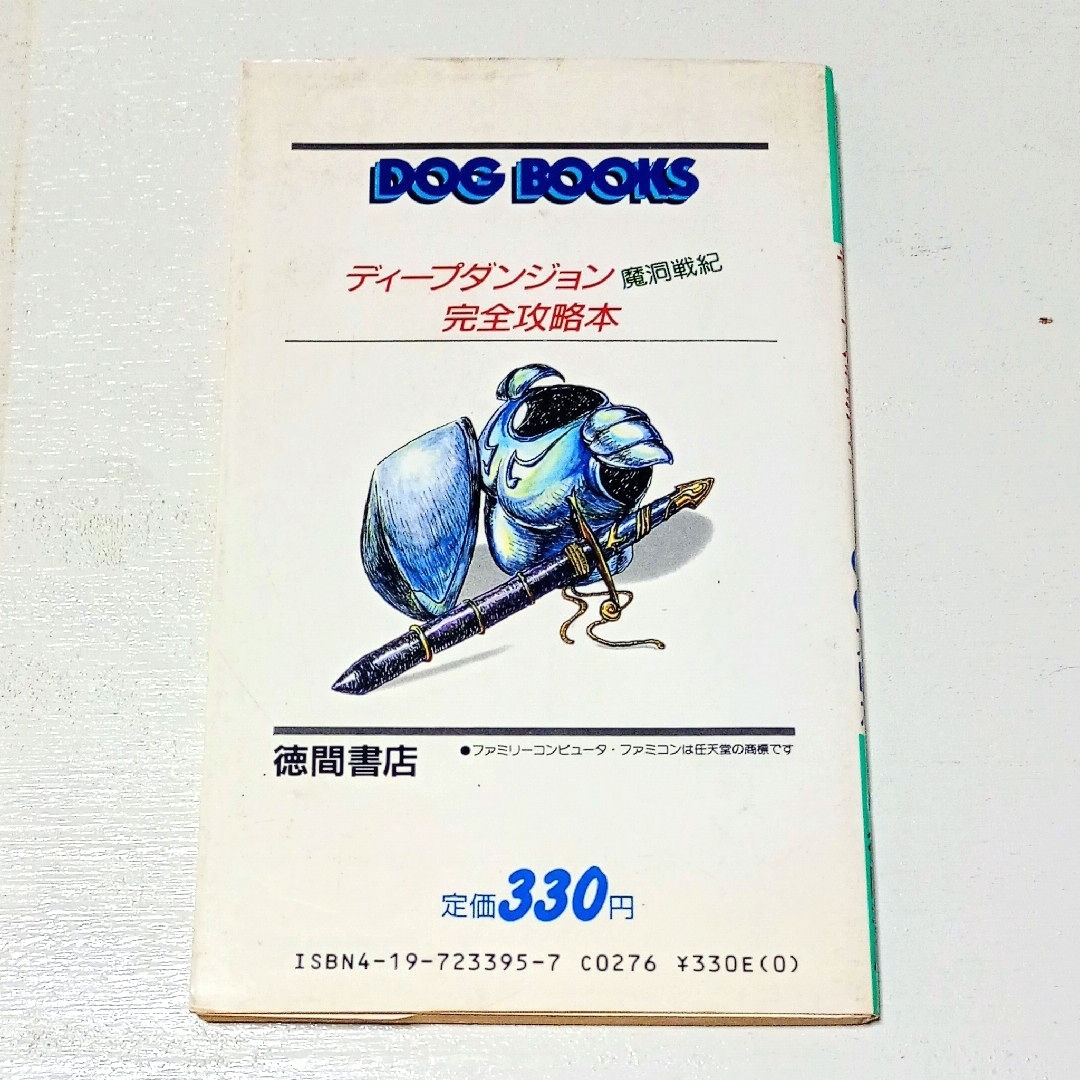 DOG BOOKS
ディープダンジョン 魔洞戦紀
完全攻略本
徳間書店
●ファミリーコンピュータ・ファミコンは任天堂の商標です
定価330円
ISBN4-19-723395-7 C0276 ¥330E(0)